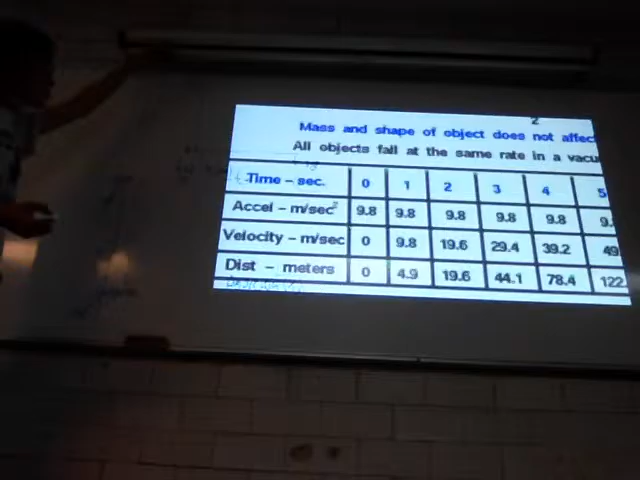 2
Mass and shape of object does not affec
All objects fall at the same rate in a vacu
Time - sec. 0 1 2 3 4 5
Accel - m/sec² 9.8 9.8 9.8 9.8 9.8 9.
Velocity - m/sec 0 9.8 19.6 29.4 39.2 49
Dist - meters 0 4.9 19.6 44.1 78.4 122